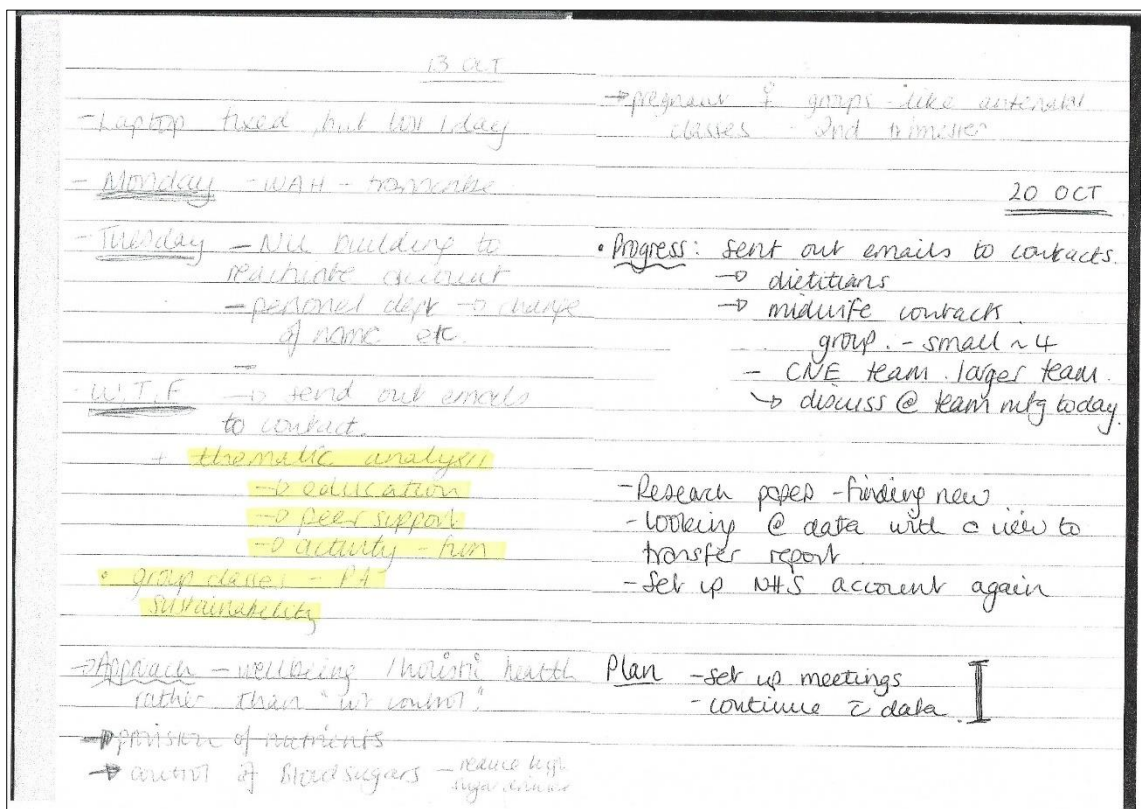 13 OCT
- Laptop fixed, but lost 1 day
- Monday - WAH - transcribe
- Tuesday - NU building to
reactivate account
- personel dept → change
of name etc.
W.T.F → send out emails
to contact.
+ thematic analysis
→ education
→ peer support
→ activity - fun
• group classes - PA
sustainability
→ Approach - wellbeing / holistic health
rather than "wt control".
→ provision of nutrients
→ control of Blood sugars - reduce high
sugar drinks
→ pregnant ♀ groups - like antenatal
classes - 2nd trimester
20 OCT
• Progress: sent out emails to contacts.
→ dietitians
→ midwife contacts.
group. - small ~ 4
- CNE team. larger team.
↳ discuss @ team mtg today.
- Research papers - finding new
- looking @ data with a view to
transfer report
- Set up NHS account again
Plan - set up meetings
- continue c̄ data.